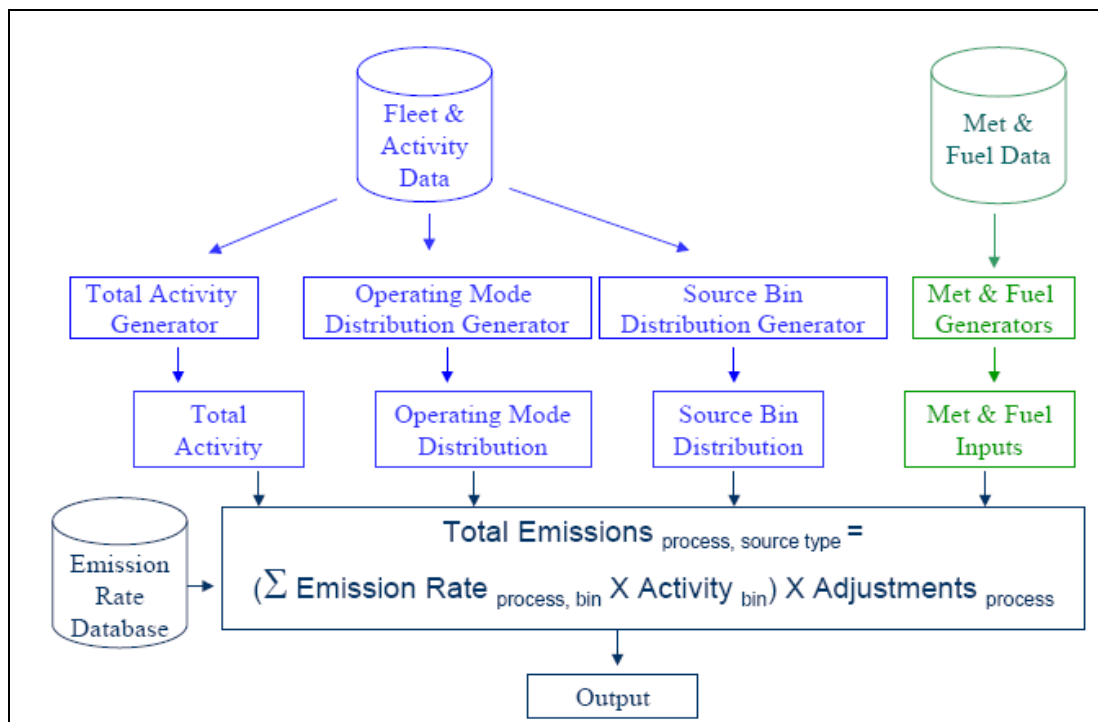 Fleet &
Activity
Data
Met &
Fuel Data
Total Activity
Generator
Operating Mode
Distribution Generator
Source Bin
Distribution Generator
Met & Fuel
Generators
Total
Activity
Operating Mode
Distribution
Source Bin
Distribution
Met & Fuel
Inputs
Emission
Rate
Database
Total Emissions process, source type =
(Σ Emission Rate process, bin X Activity bin) X Adjustments process
Output